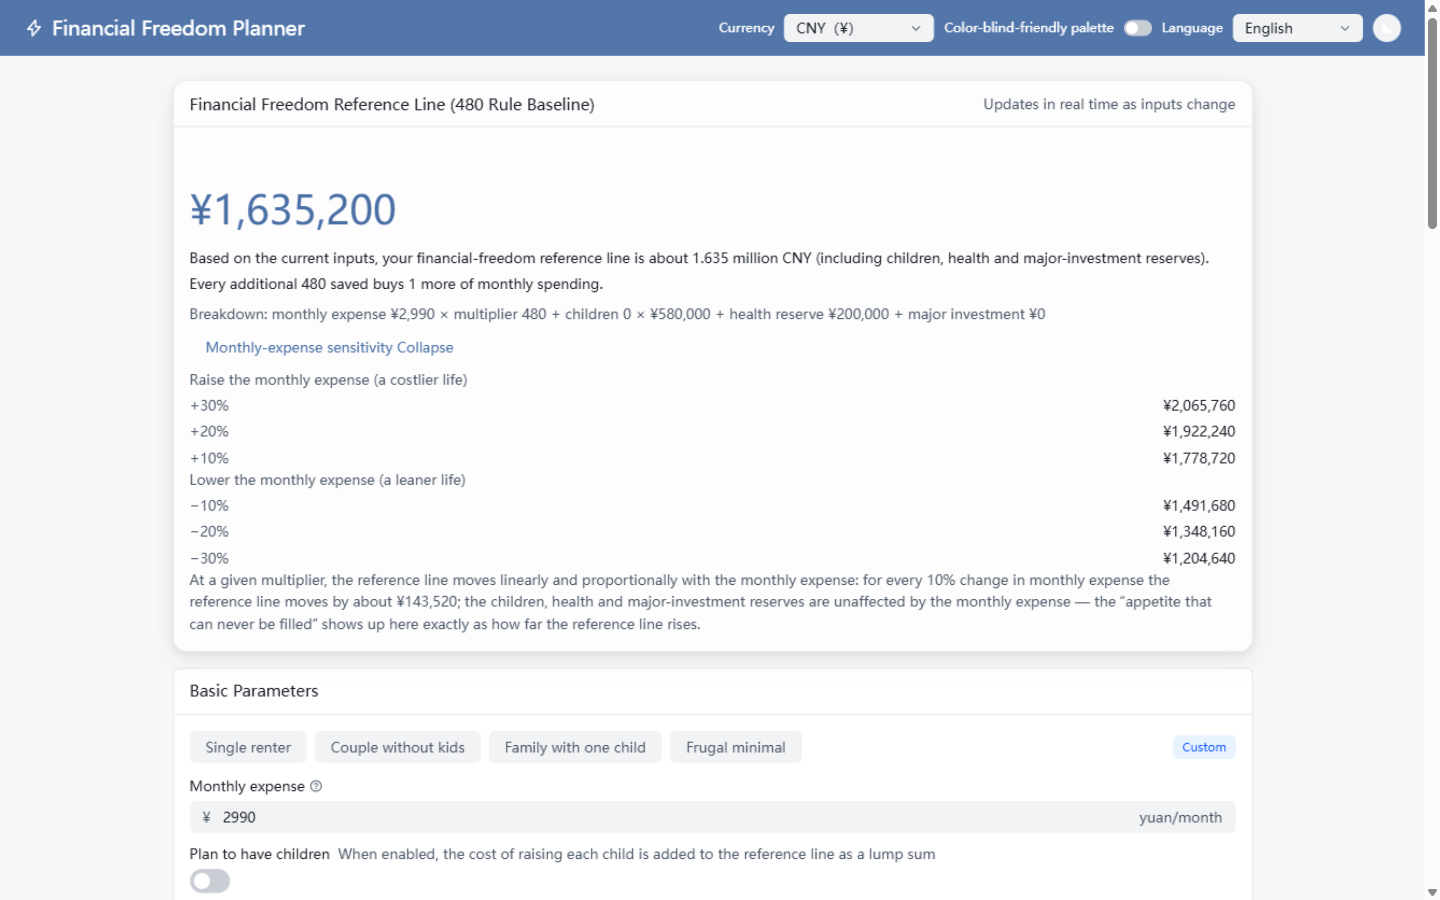 Financial Freedom Planner
Currency
CNY (¥)
Color-blind-friendly palette
Language
English
Financial Freedom Reference Line (480 Rule Baseline)
Updates in real time as inputs change
¥1,635,200
Based on the current inputs, your financial-freedom reference line is about 1.635 million CNY (including children, health and major-investment reserves).
Every additional 480 saved buys 1 more of monthly spending.
Breakdown: monthly expense ¥2,990 × multiplier 480 + children 0 × ¥580,000 + health reserve ¥200,000 + major investment ¥0
Monthly-expense sensitivity Collapse
Raise the monthly expense (a costlier life)
+30% ¥2,065,760
+20% ¥1,922,240
+10% ¥1,778,720
Lower the monthly expense (a leaner life)
−10% ¥1,491,680
−20% ¥1,348,160
−30% ¥1,204,640
At a given multiplier, the reference line moves linearly and proportionally with the monthly expense: for every 10% change in monthly expense the
reference line moves by about ¥143,520; the children, health and major-investment reserves are unaffected by the monthly expense — the “appetite that
can never be filled” shows up here exactly as how far the reference line rises.
Basic Parameters
Single renter
Couple without kids
Family with one child
Frugal minimal
Custom
Monthly expense
¥ 2990 yuan/month
Plan to have children When enabled, the cost of raising each child is added to the reference line as a lump sum